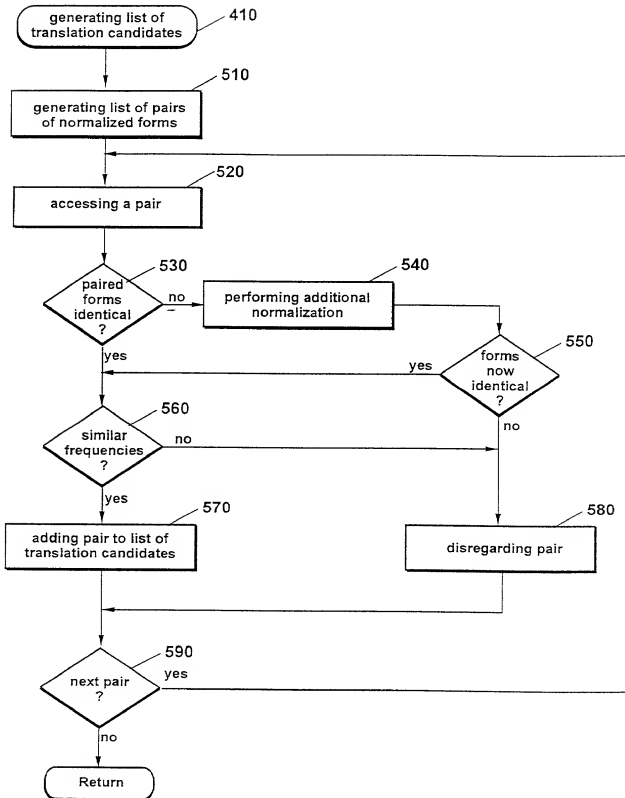 generating list of
translation candidates
410
510
generating list of pairs
of normalized forms
520
accessing a pair
530
paired
forms
identical
?
no
540
performing additional
normalization
550
forms
now
identical
?
yes
yes
no
560
similar
frequencies
?
no
yes
570
adding pair to list of
translation candidates
580
disregarding pair
590
next pair
?
yes
no
Return